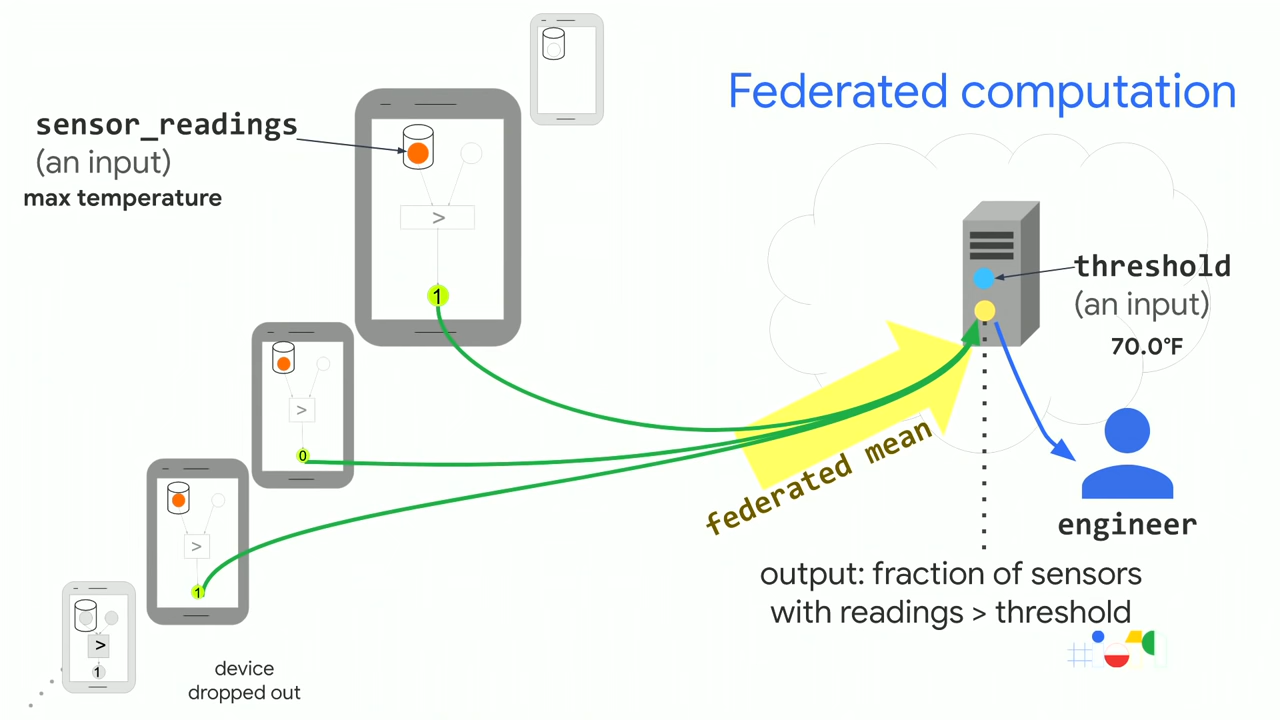 Federated computation
sensor_readings
(an input)
max temperature
>
1
threshold
(an input)
70.0°F
>
0
federated mean
engineer
>
1
output: fraction of sensors
with readings > threshold
>
1
device
dropped out